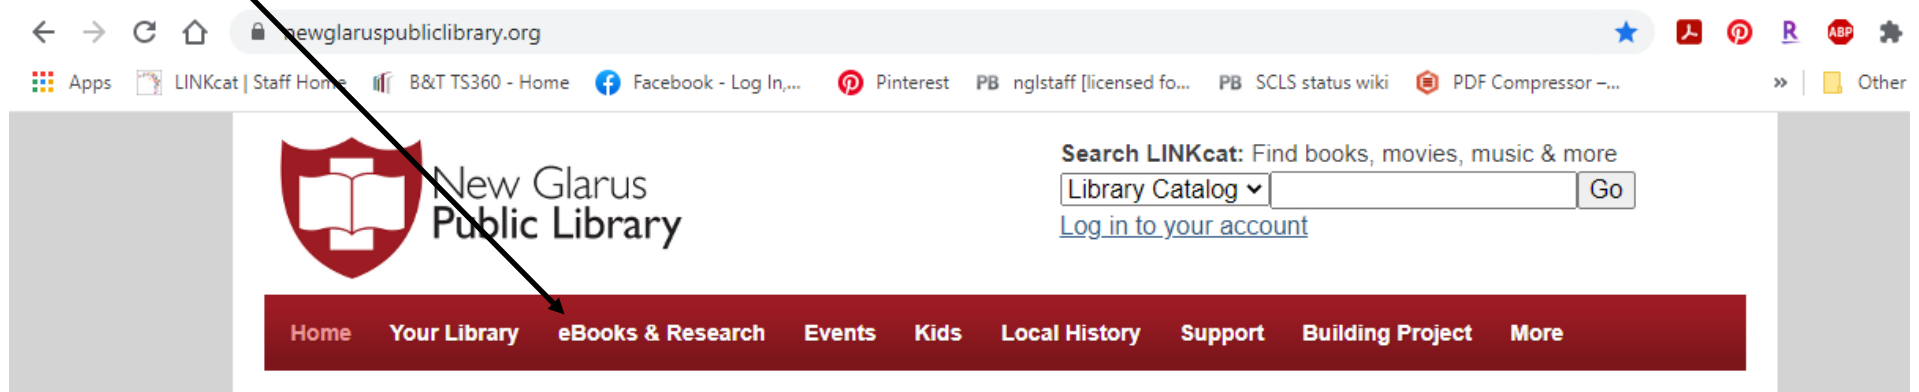 newglaruspubliclibrary.org
ABP
Apps LINKcat | Staff Home B&T TS360 - Home Facebook - Log In,... Pinterest PB nglstaff [licensed fo... PB SCLS status wiki PDF Compressor –... » Other
New Glarus
Public Library
Search LINKcat: Find books, movies, music & more
Library Catalog Go
Log in to your account
Home Your Library eBooks & Research Events Kids Local History Support Building Project More